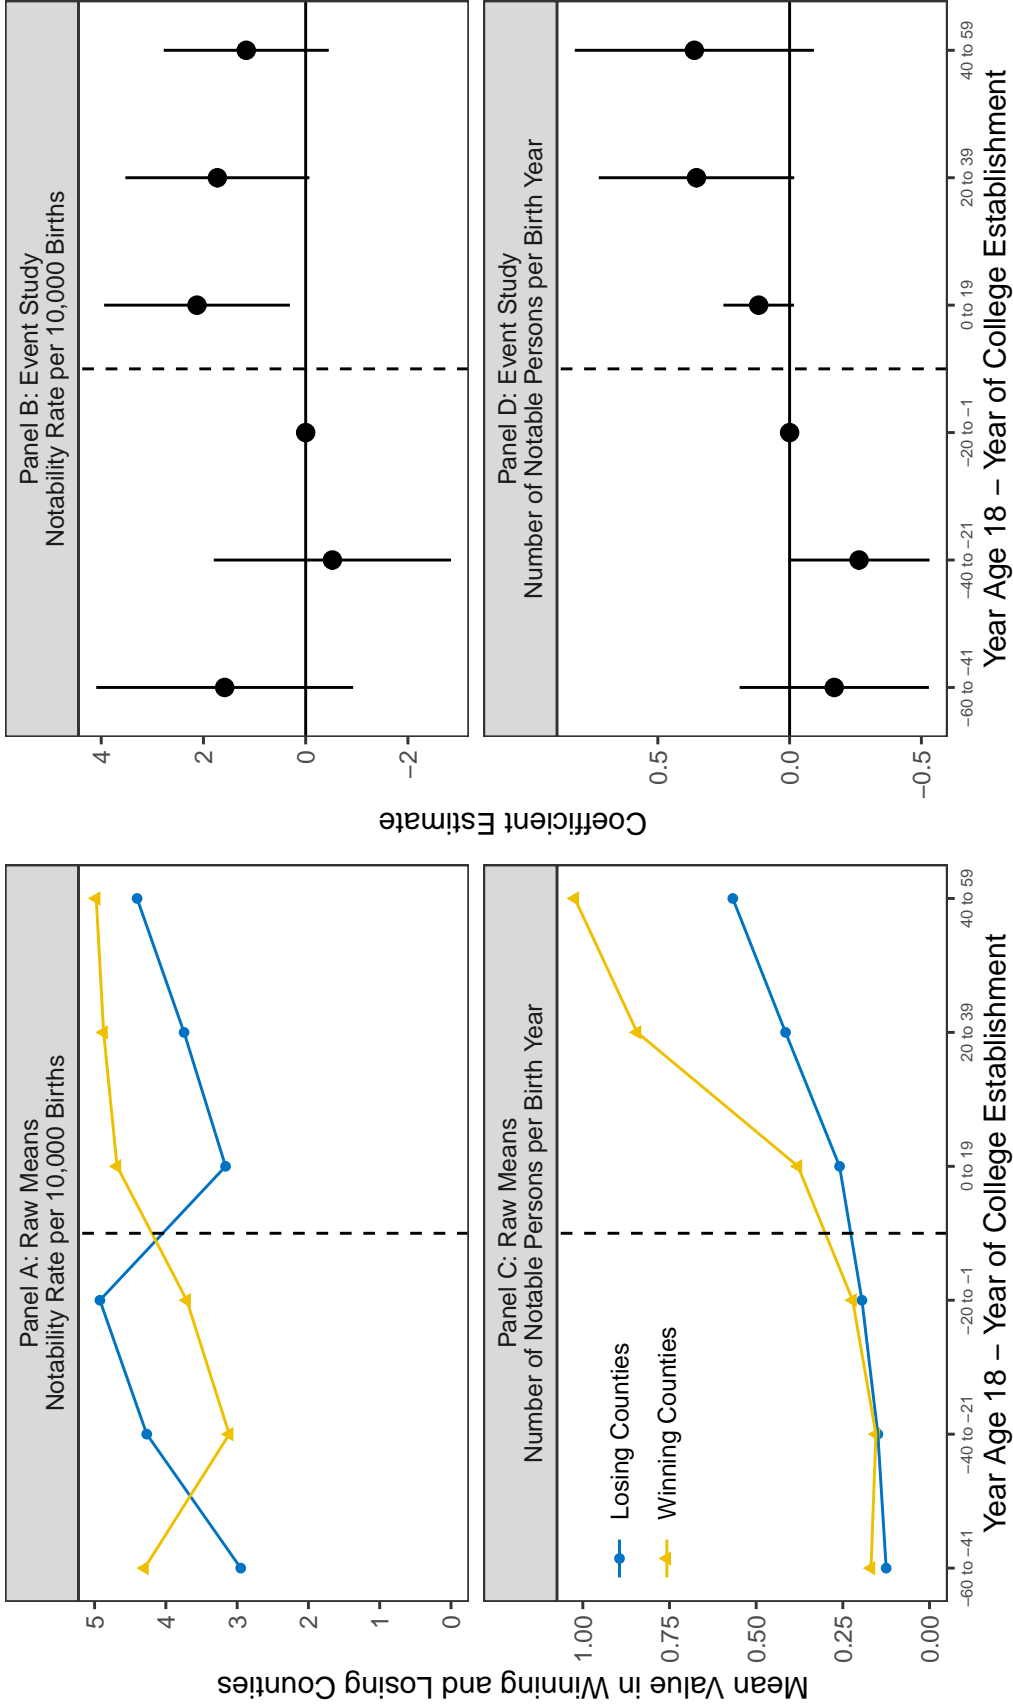 Panel A: Raw Means
Notability Rate per 10,000 Births
5
4
3
2
1
0
Panel B: Event Study
Notability Rate per 10,000 Births
4
2
0
−2
Panel C: Raw Means
Number of Notable Persons per Birth Year
1.00
0.75
0.50
0.25
0.00
Losing Counties
Winning Counties
−60 to −41
−40 to −21
−20 to −1
0 to 19
20 to 39
40 to 59
Year Age 18 − Year of College Establishment
Mean Value in Winning and Losing Counties
Panel D: Event Study
Number of Notable Persons per Birth Year
0.5
0.0
−0.5
−60 to −41
−40 to −21
−20 to −1
0 to 19
20 to 39
40 to 59
Year Age 18 − Year of College Establishment
Coefficient Estimate